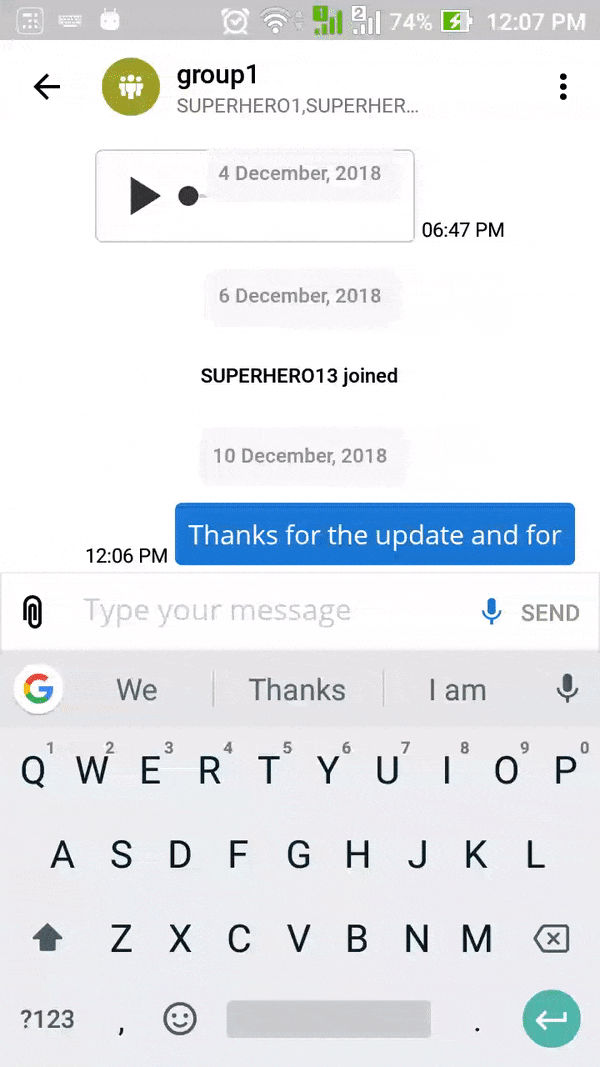 1 2 74% 12:07 PM
group1
SUPERHERO1,SUPERHER...
4 December, 2018
06:47 PM
6 December, 2018
SUPERHERO13 joined
10 December, 2018
Thanks for the update and for
12:06 PM
Type your message SEND
G We Thanks I am
1 2 3 4 5 6 7 8 9 0
Q W E R T Y U I O P
A S D F G H J K L
Z X C V B N M
?123 , .